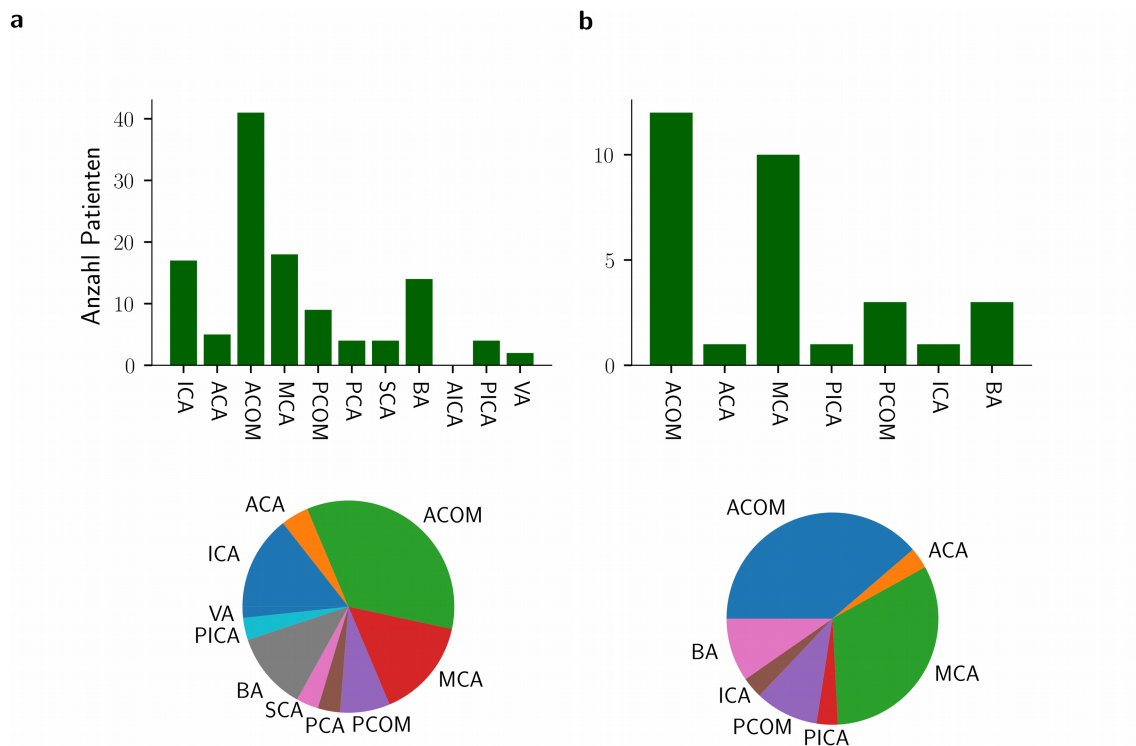 a
Anzahl Patienten
40
30
20
10
0
ICA
ACA
ACOM
MCA
PCOM
PCA
SCA
BA
AICA
PICA
VA
ACA
ACOM
ICA
VA
PICA
BA
SCA
PCA
PCOM
MCA
b
10
5
0
ACOM
ACA
MCA
PICA
PCOM
ICA
BA
ACOM
ACA
BA
MCA
ICA
PCOM
PICA